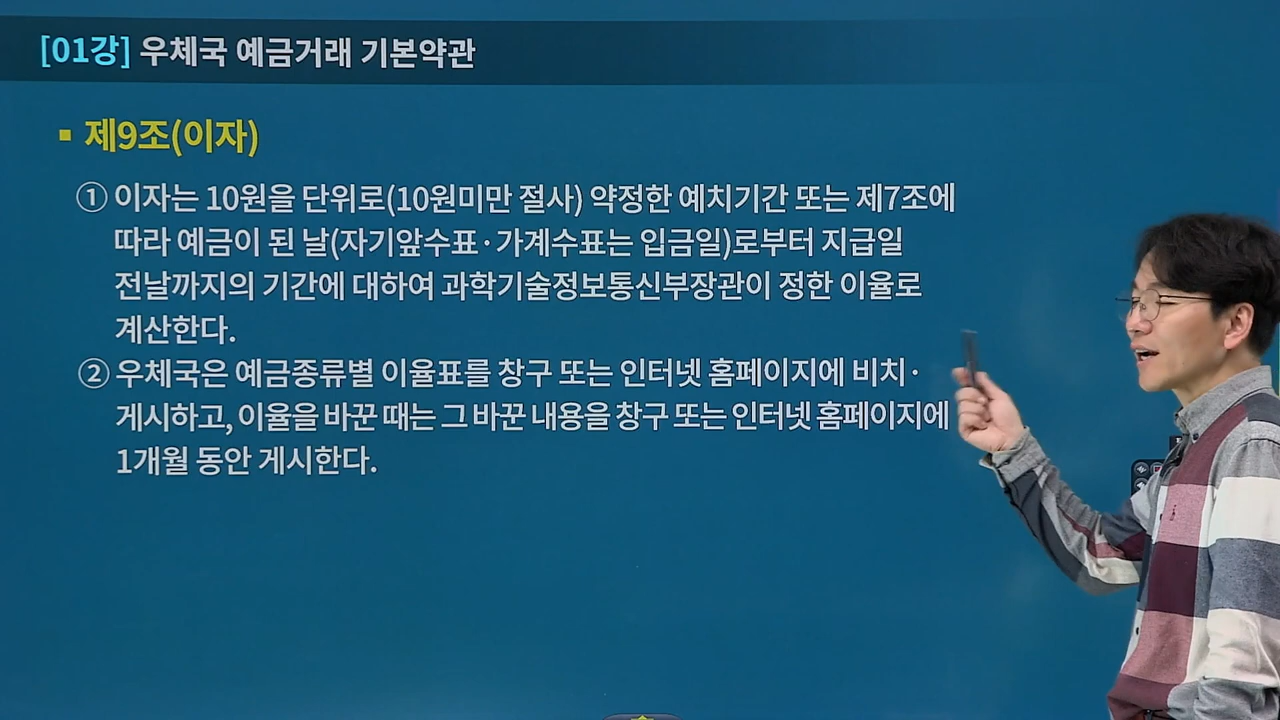 [01강] 우체국 예금거래 기본약관
▪ 제9조(이자)
① 이자는 10원을 단위로(10원미만 절사) 약정한 예치기간 또는 제7조에
따라 예금이 된 날(자기앞수표·가계수표는 입금일)로부터 지급일
전날까지의 기간에 대하여 과학기술정보통신부장관이 정한 이율로
계산한다.
② 우체국은 예금종류별 이율표를 창구 또는 인터넷 홈페이지에 비치·
게시하고, 이율을 바꾼 때는 그 바꾼 내용을 창구 또는 인터넷 홈페이지에
1개월 동안 게시한다.